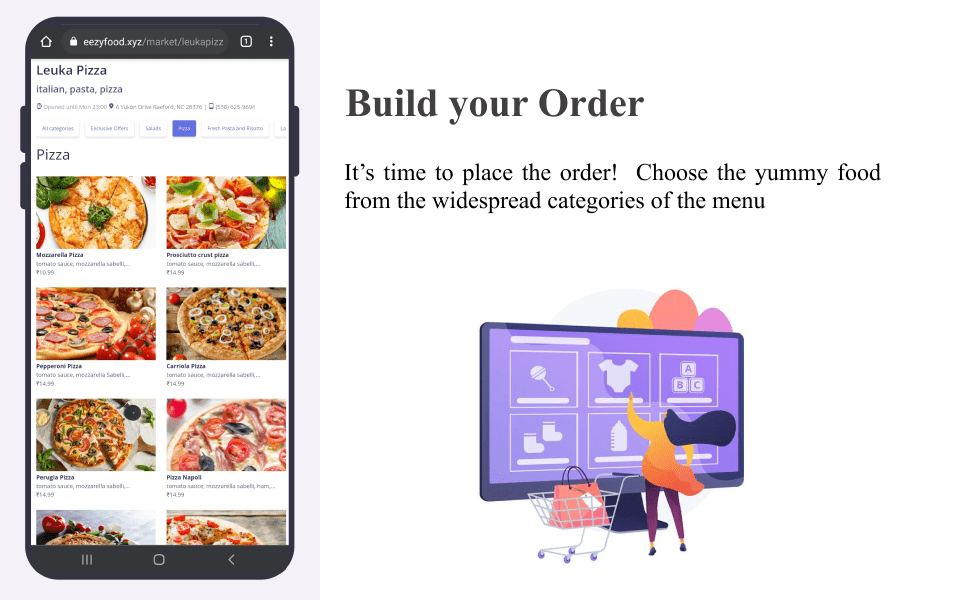 eezyfood.xyz/market/leukapizz
1
Leuka Pizza
italian, pasta, pizza
Opened until Mon 23:00 6 Yukon Drive Raeford, NC 28376 | (530) 625-9694
All categories Exclusive Offers Salads Pizza Fresh Pasta and Risotto La
Pizza
Mozzarella Pizza
tomato sauce, mozzarella sabelli,...
₹10.99
Prosciutto crust pizza
tomato sauce, mozzarella sabelli,...
₹14.99
Pepperoni Pizza
tomato sauce, mozzarella Sabelli,...
₹14.99
Carriola Pizza
tomato sauce, mozzarella sabelli,...
₹14.99
Perugia Pizza
tomato sauce, mozzarella sabelli,...
₹14.99
Pizza Napoli
tomato sauce, mozzarella sabelli, ham,...
₹14.99
Build your Order
It’s time to place the order!  Choose the yummy food
from the widespread categories of the menu
A
B C